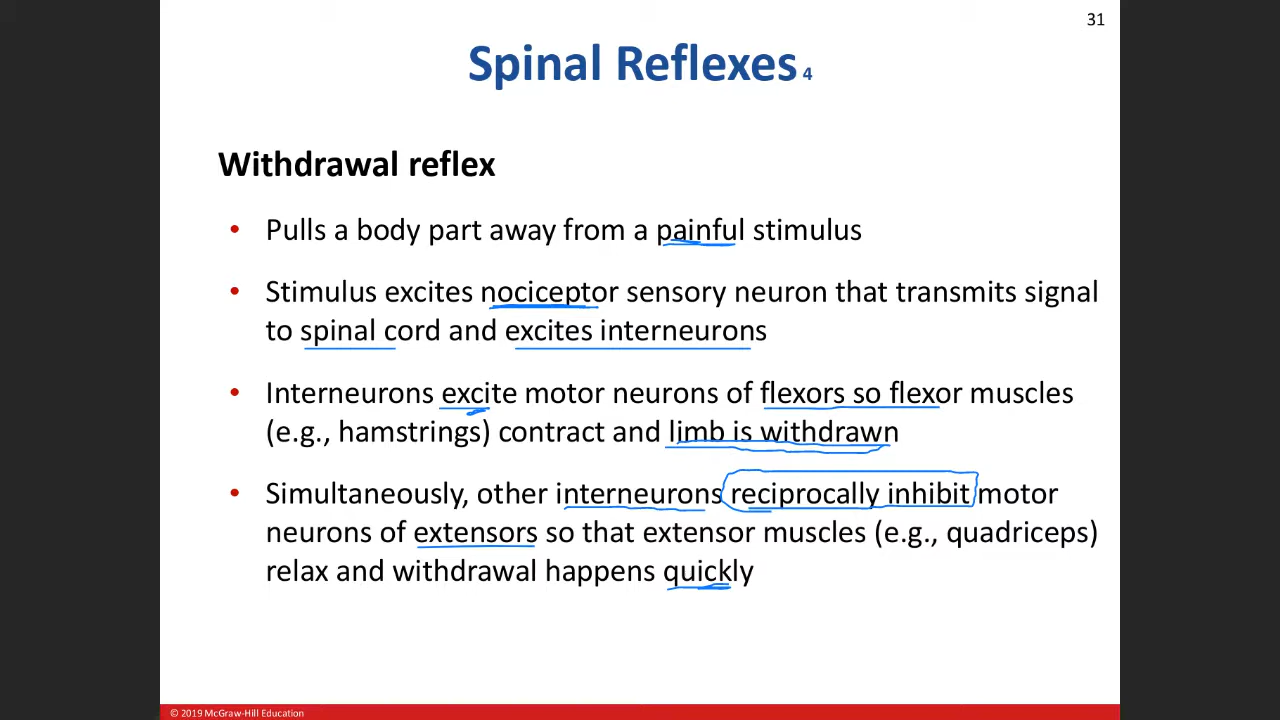 31
Spinal Reflexes 4
Withdrawal reflex
• Pulls a body part away from a painful stimulus
• Stimulus excites nociceptor sensory neuron that transmits signal
to spinal cord and excites interneurons
• Interneurons excite motor neurons of flexors so flexor muscles
(e.g., hamstrings) contract and limb is withdrawn
• Simultaneously, other interneurons reciprocally inhibit motor
neurons of extensors so that extensor muscles (e.g., quadriceps)
relax and withdrawal happens quickly
© 2019 McGraw-Hill Education